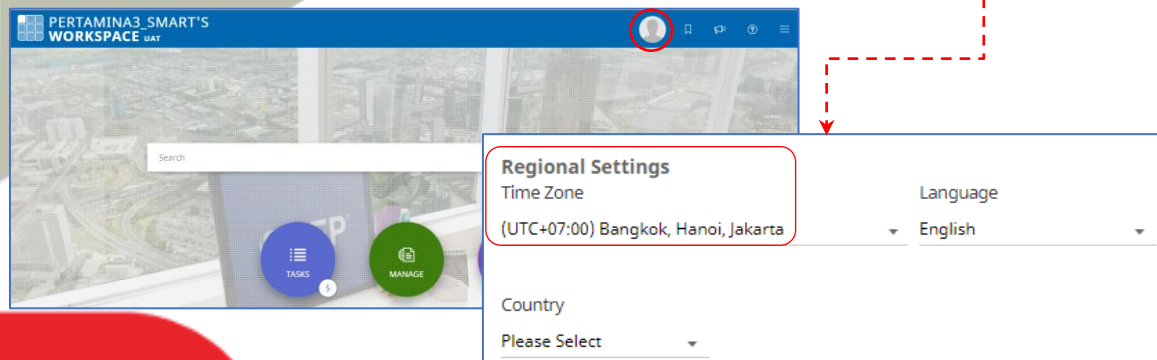 PERTAMINA3_SMART'S
WORKSPACE UAT
Search
TASKS
5
MANAGE
Regional Settings
Time Zone
Language
(UTC+07:00) Bangkok, Hanoi, Jakarta
English
Country
Please Select